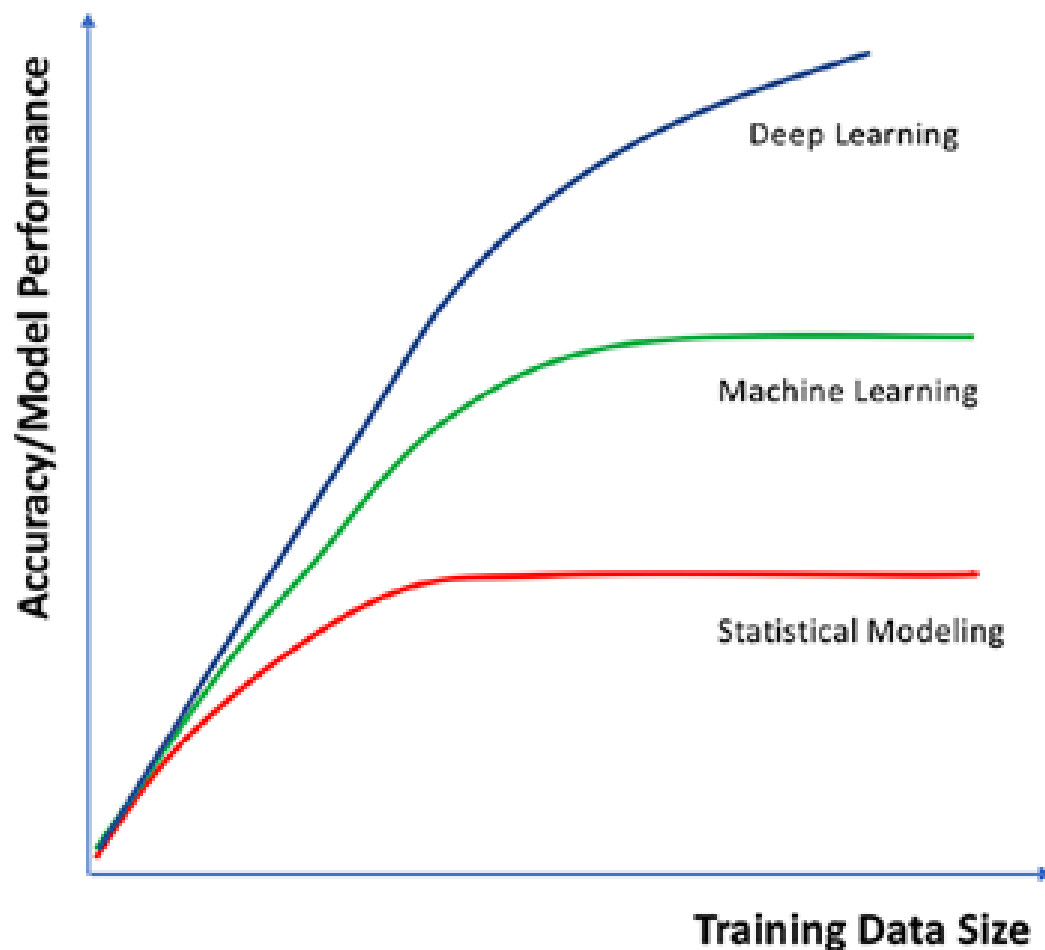 Accuracy/Model Performance
Deep Learning
Machine Learning
Statistical Modeling
Training Data Size